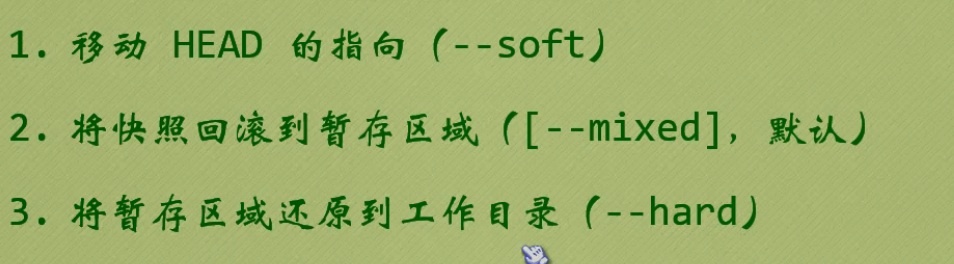 1. 移动 HEAD 的指向（--soft）
2. 将快照回滚到暂存区域（[--mixed]，默认）
3. 将暂存区域还原到工作目录（--hard）